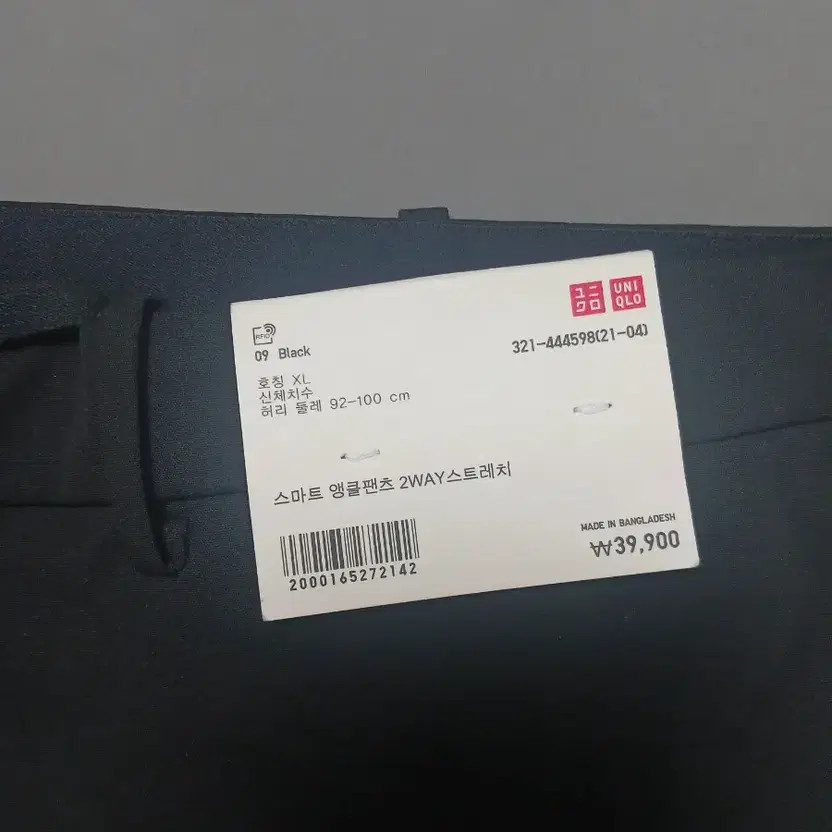 ユニ
クロ
UNI
QLO
RFID
09 Black
321-444598(21-04)
호칭 XL
신체치수
허리 둘레 92-100 cm
스마트 앵클팬츠 2WAY스트레치
MADE IN BANGLADESH
₩39,900
2000165272142